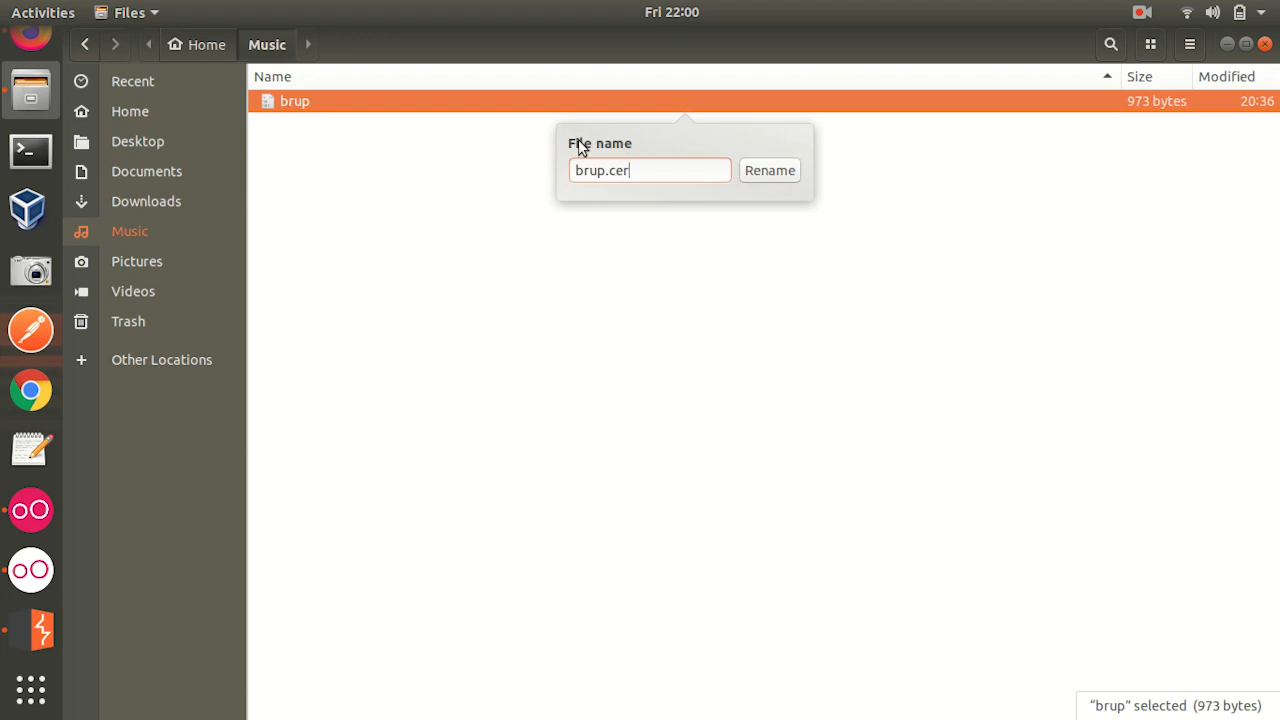 Activities Files Fri 22:00
Home Music
Name Size Modified
brup 973 bytes 20:36
File name
brup.cer Rename
Recent
Home
Desktop
Documents
Downloads
Music
Pictures
Videos
Trash
Other Locations
“brup” selected (973 bytes)